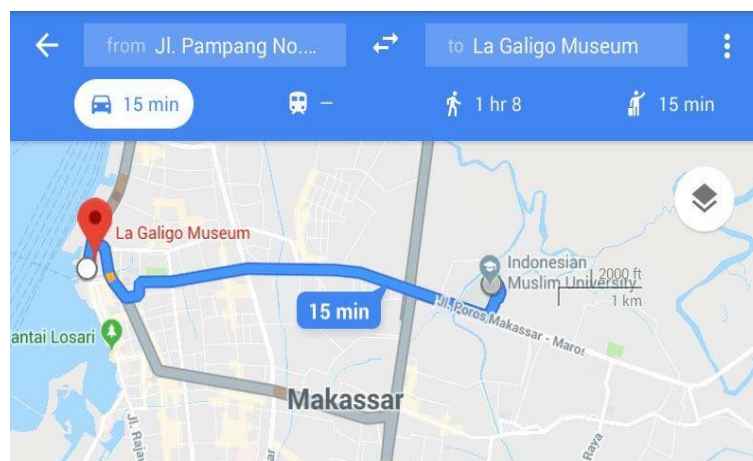 from Jl. Pampang No....
to La Galigo Museum
15 min
–
1 hr 8
15 min
La Galigo Museum
Indonesian
Muslim University
2000 ft
1 km
15 min
Jl. Poros Makassar - Maros
antai Losari
Makassar
Jl. Raja
Raya